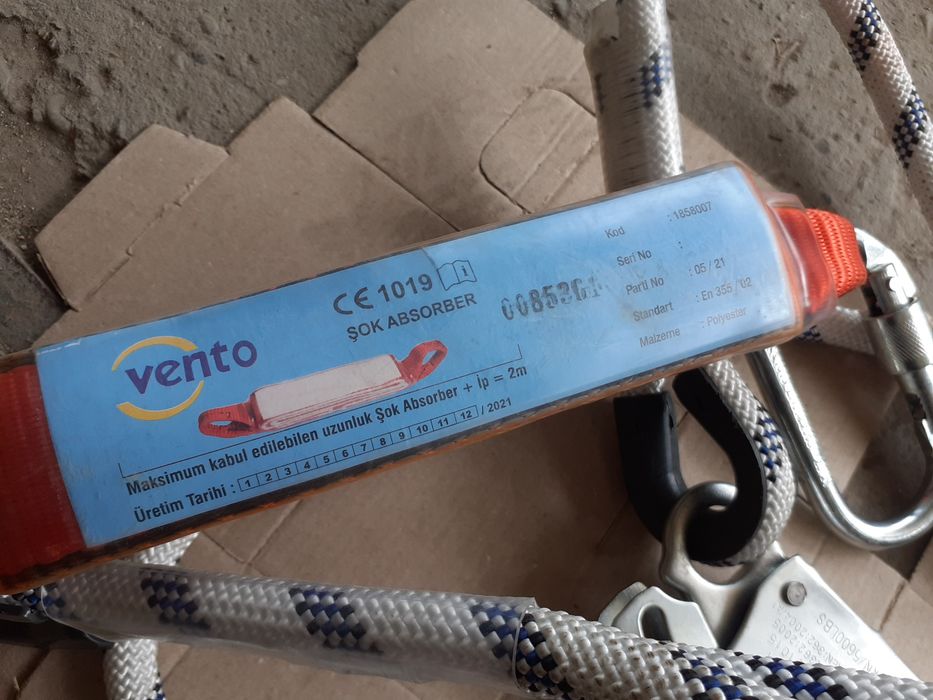 vento
CE 1019
ŞOK ABSORBER
Maksimum kabul edilebilen uzunluk Şok Absorber + İp = 2m
Üretim Tarihi : 1 2 3 4 5 6 7 8 9 10 11 12 / 2021
Kod : 1858007
Seri No :
Parti No : 05 / 21
Standart : En 355 / 02
Malzeme : Polyester